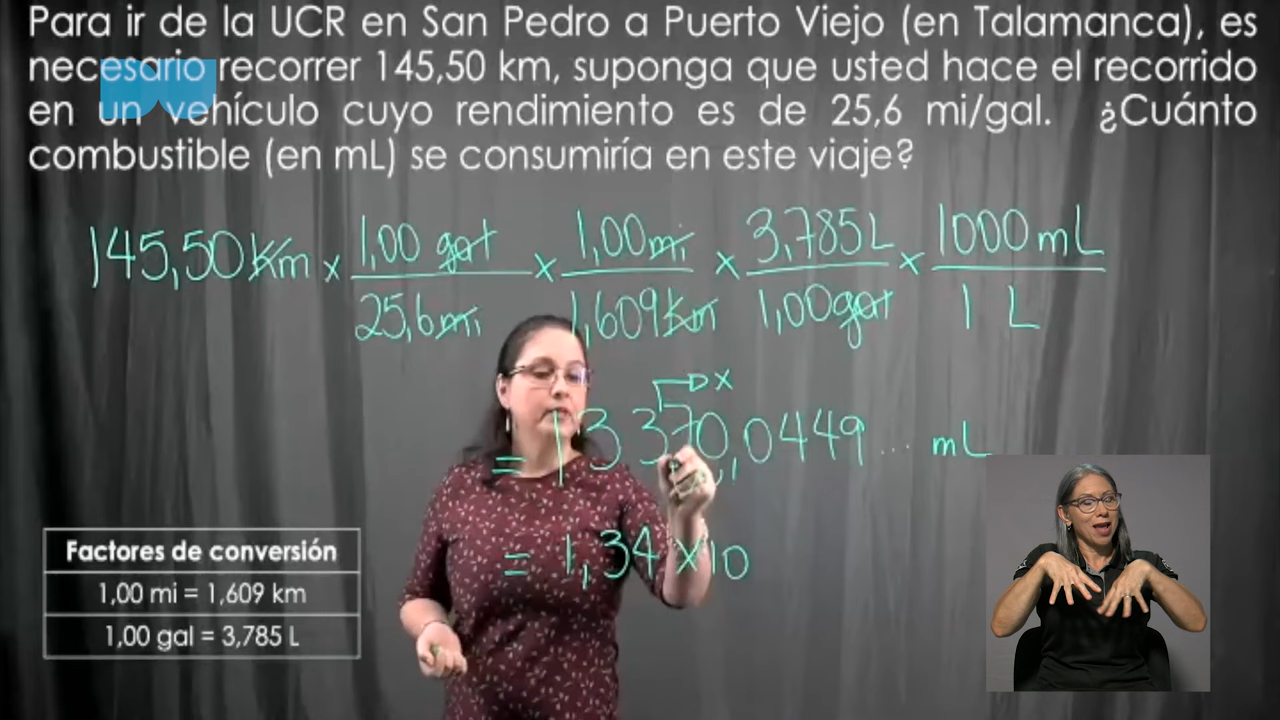 Para ir de la UCR en San Pedro a Puerto Viejo (en Talamanca), es
necesario recorrer 145,50 km, suponga que usted hace el recorrido
en un vehículo cuyo rendimiento es de 25,6 mi/gal. ¿Cuánto
combustible (en mL) se consumiría en este viaje?
145,50 km x 1,00 gal x 1,00 mi x 3,785 L x 1000 mL
25,6 mi 1,609 km 1,00 gal 1 L
x
= 13370,0449... mL
= 1,34 x 10
Factores de conversión
1,00 mi = 1,609 km
1,00 gal = 3,785 L